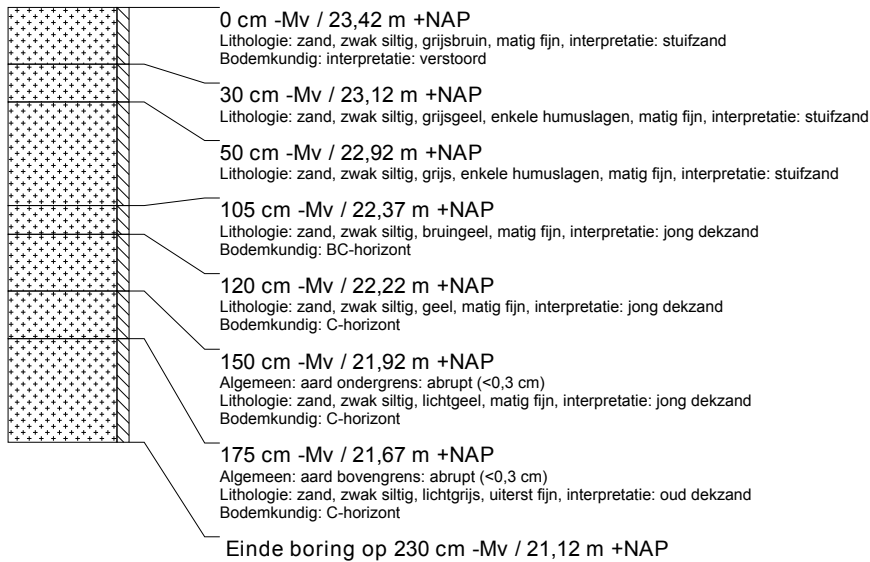 0 cm -Mv / 23,42 m +NAP
Lithologie: zand, zwak siltig, grijsbruin, matig fijn, interpretatie: stuifzand
Bodemkundig: interpretatie: verstoord
30 cm -Mv / 23,12 m +NAP
Lithologie: zand, zwak siltig, grijsgeel, enkele humuslagen, matig fijn, interpretatie: stuifzand
50 cm -Mv / 22,92 m +NAP
Lithologie: zand, zwak siltig, grijs, enkele humuslagen, matig fijn, interpretatie: stuifzand
105 cm -Mv / 22,37 m +NAP
Lithologie: zand, zwak siltig, bruingeel, matig fijn, interpretatie: jong dekzand
Bodemkundig: BC-horizont
120 cm -Mv / 22,22 m +NAP
Lithologie: zand, zwak siltig, geel, matig fijn, interpretatie: jong dekzand
Bodemkundig: C-horizont
150 cm -Mv / 21,92 m +NAP
Algemeen: aard ondergrens: abrupt (<0,3 cm)
Lithologie: zand, zwak siltig, lichtgeel, matig fijn, interpretatie: jong dekzand
Bodemkundig: C-horizont
175 cm -Mv / 21,67 m +NAP
Algemeen: aard bovengrens: abrupt (<0,3 cm)
Lithologie: zand, zwak siltig, lichtgrijs, uiterst fijn, interpretatie: oud dekzand
Bodemkundig: C-horizont
Einde boring op 230 cm -Mv / 21,12 m +NAP